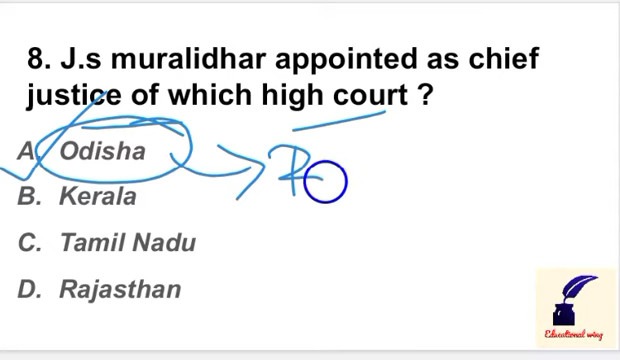 8. J.s muralidhar appointed as chief
justice of which high court ?
A. Odisha
B. Kerala
C. Tamil Nadu
D. Rajasthan
Educational wing